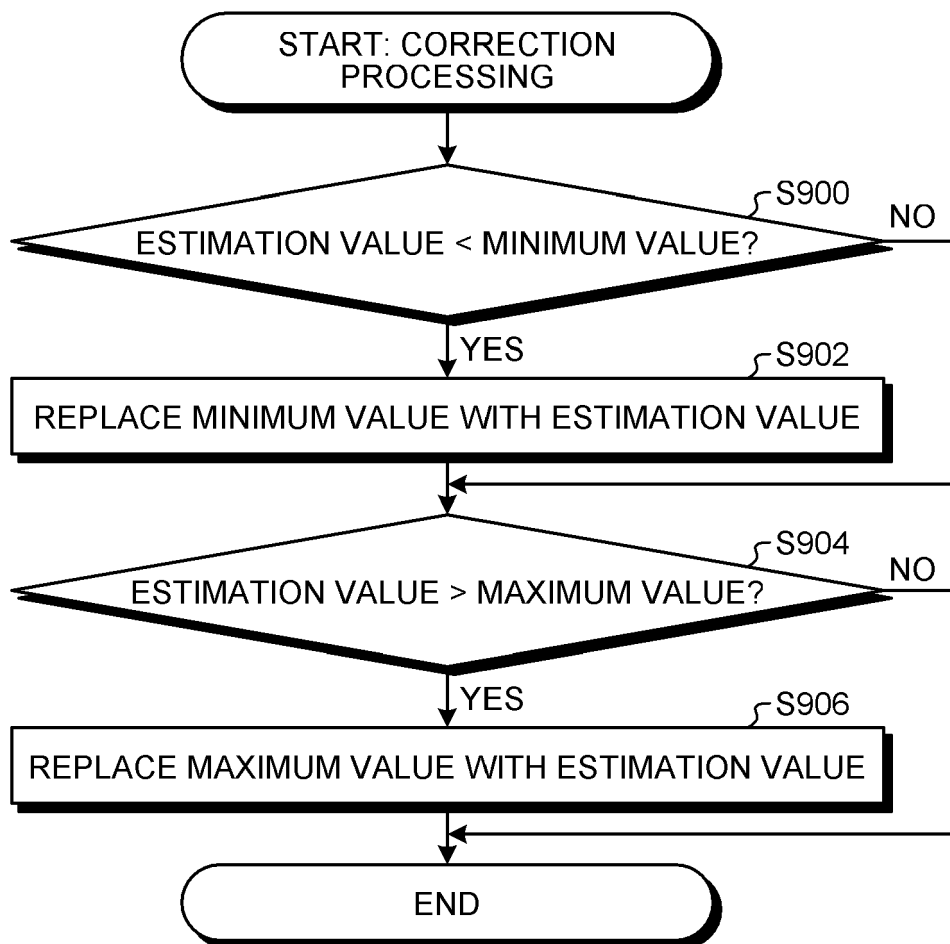 START: CORRECTION
PROCESSING
S900
NO
ESTIMATION VALUE < MINIMUM VALUE?
YES
S902
REPLACE MINIMUM VALUE WITH ESTIMATION VALUE
S904
NO
ESTIMATION VALUE > MAXIMUM VALUE?
YES
S906
REPLACE MAXIMUM VALUE WITH ESTIMATION VALUE
END